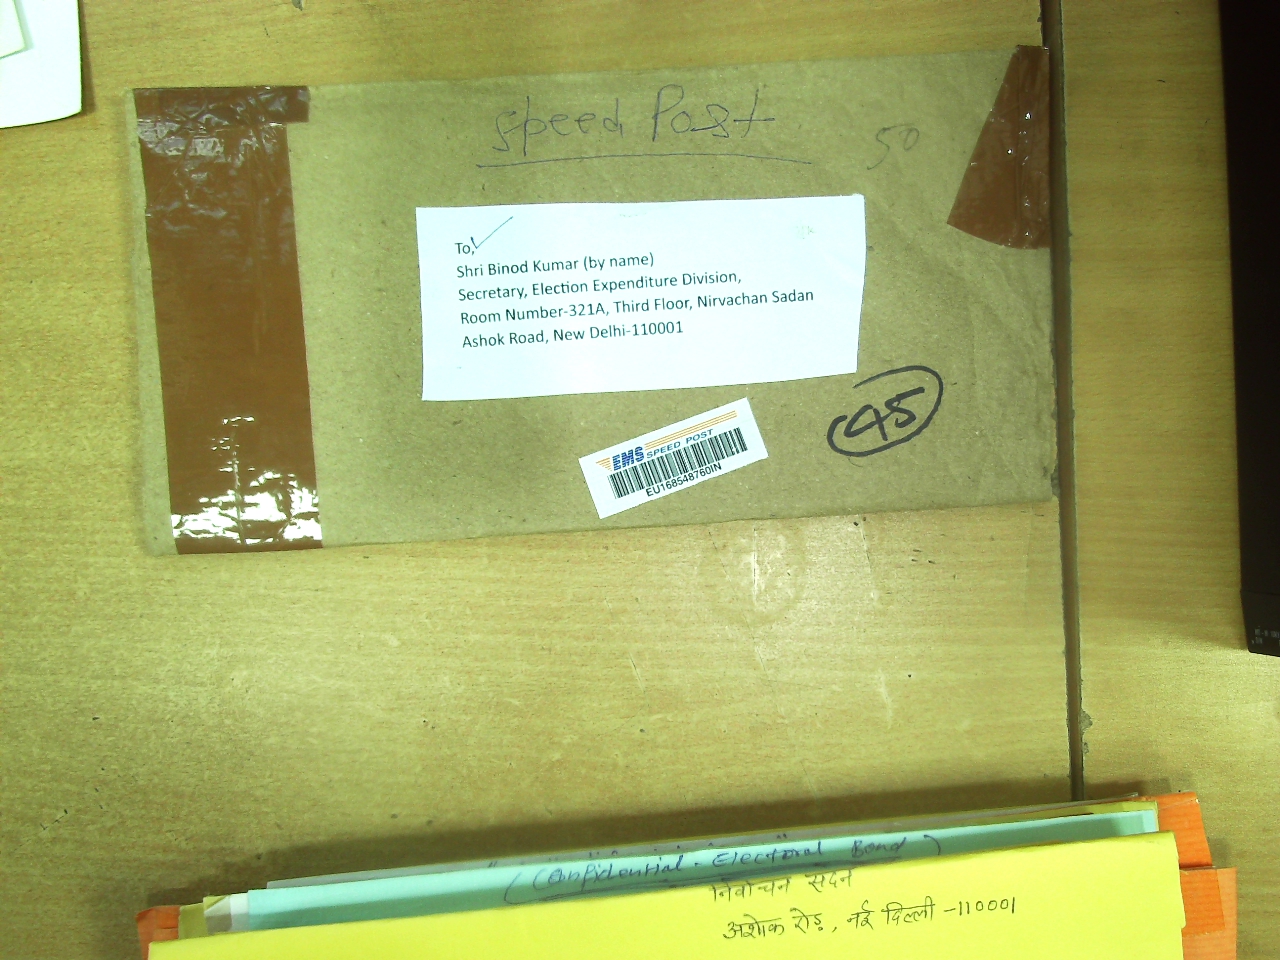 Speed Post
50
To,
Shri Binod Kumar (by name)
Secretary, Election Expenditure Division,
Room Number-321A, Third Floor, Nirvachan Sadan
Ashok Road, New Delhi-110001
EMS SPEED POST
EU168548760IN
45
(Confidential - Electoral Bond)
निर्वाचन सदन
अशोक रोड़, नई दिल्ली -110001